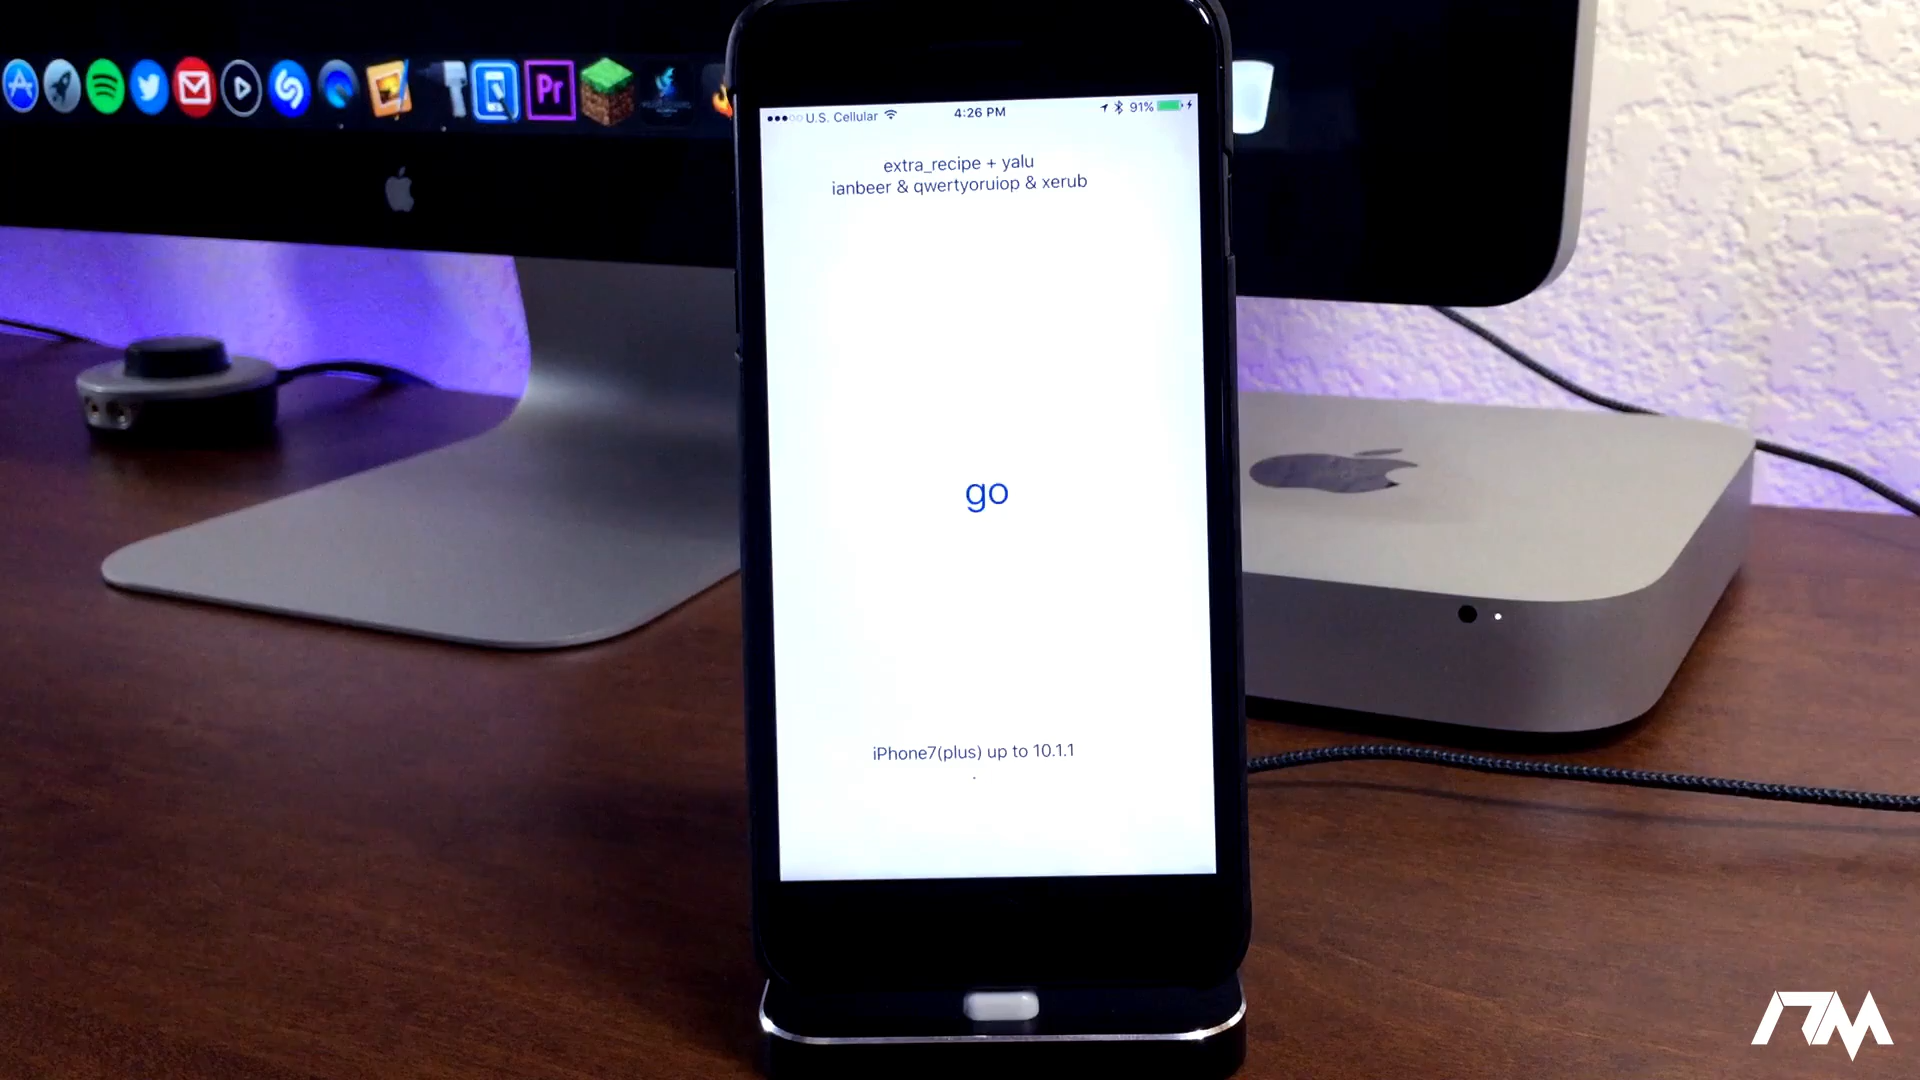 Pr
U.S. Cellular
4:26 PM
91%
extra_recipe + yalu
ianbeer & qwertyoruiop & xerub
go
iPhone7(plus) up to 10.1.1